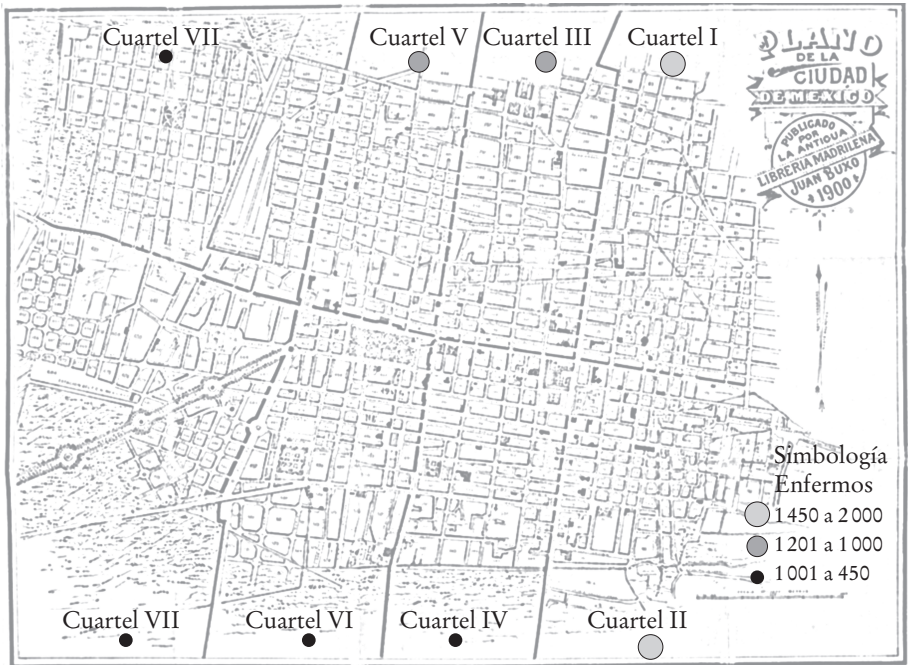 Cuartel VII
Cuartel V
Cuartel III
Cuartel I
PLANO
DE LA
CIUDAD
DE MEXICO
PUBLICADO
POR
LA ANTIGUA
LIBRERIA MADRILEÑA
JUAN BUXO
1900
Simbología
Enfermos
1 450 a 2 000
1 201 a 1 000
1 001 a 450
Cuartel VII
Cuartel VI
Cuartel IV
Cuartel II